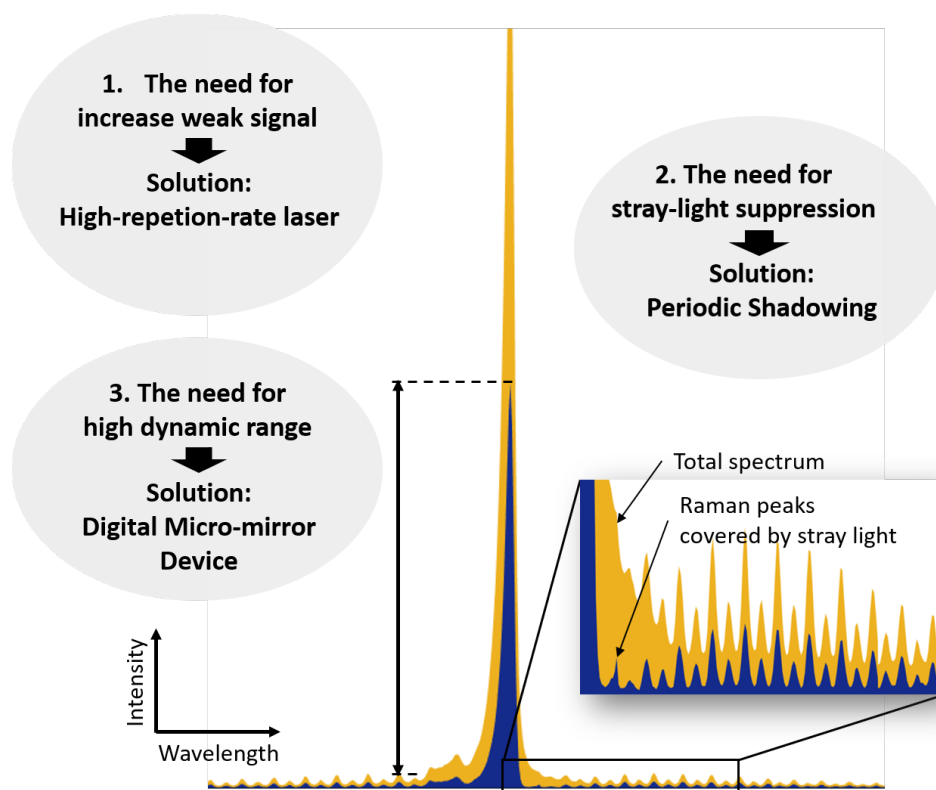 1. The need for
increase weak signal
Solution:
High-repetion-rate laser
2. The need for
stray-light suppression
Solution:
Periodic Shadowing
3. The need for
high dynamic range
Solution:
Digital Micro-mirror
Device
Total spectrum
Raman peaks
covered by stray light
Intensity
Wavelength